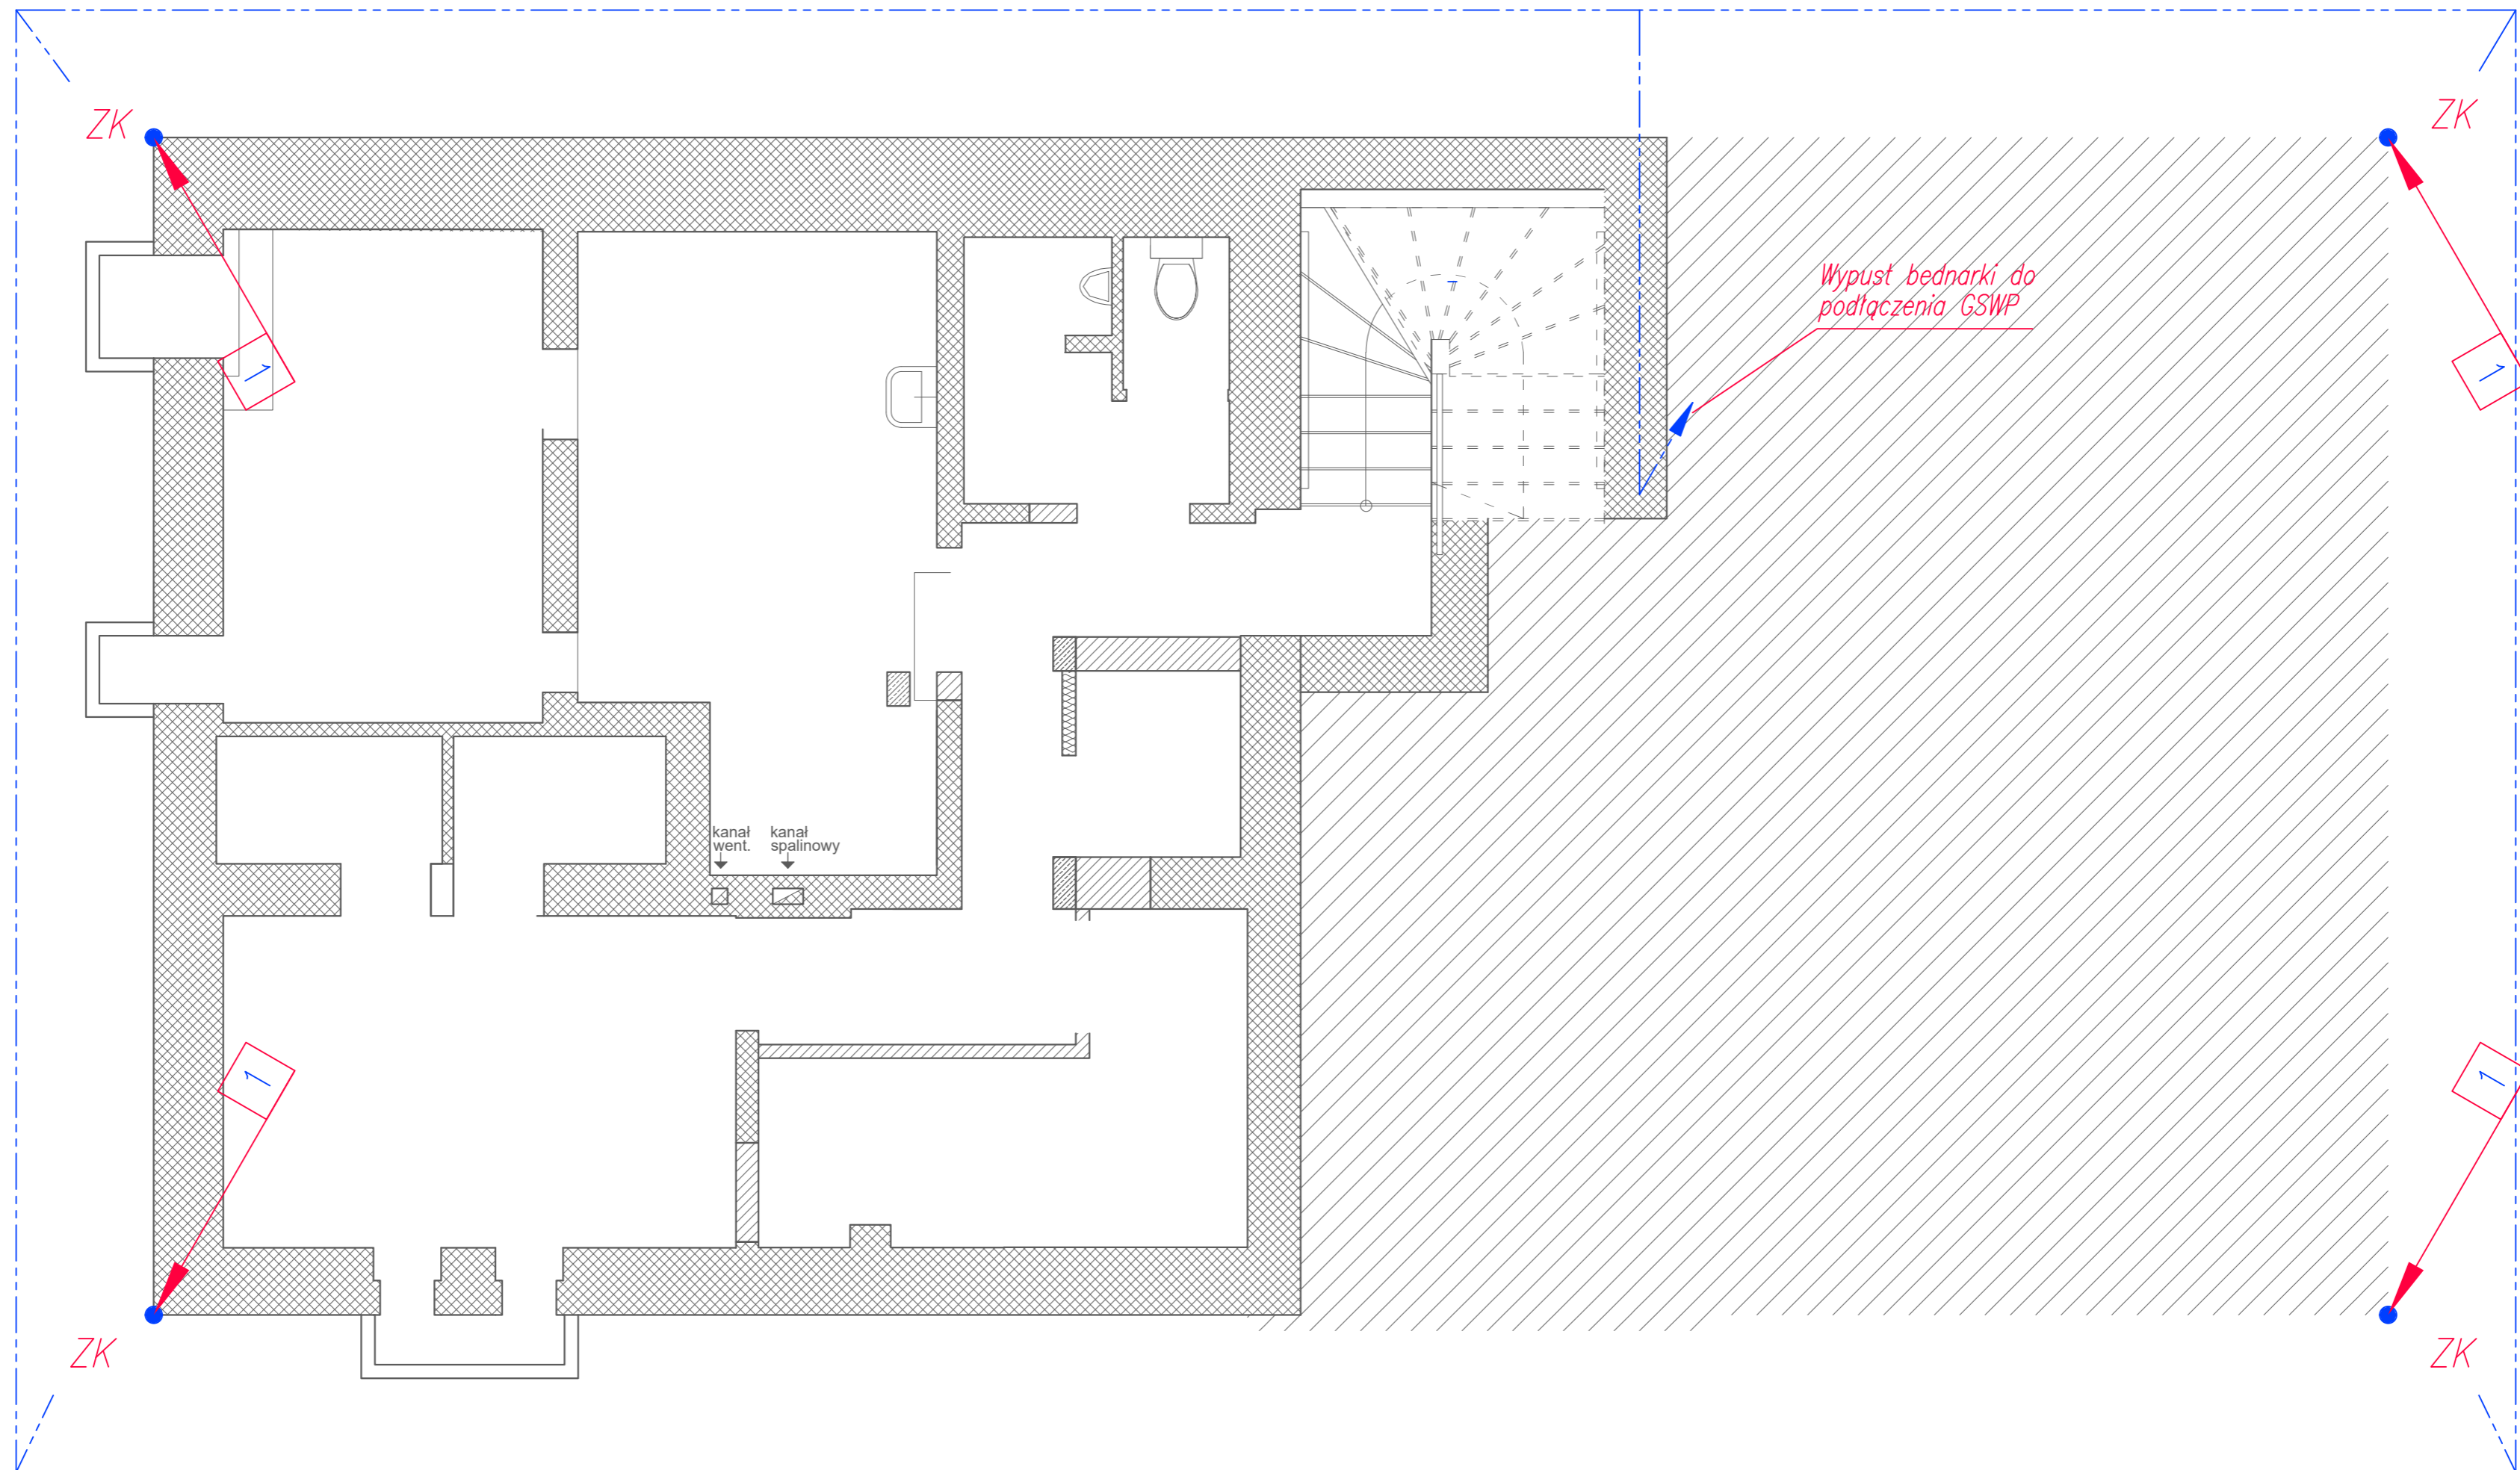 ZK
ZK
Wypust bednarki do
podłączenia GSWP
1
1
kanał
went.
kanał
spalinowy
1
1
ZK
ZK